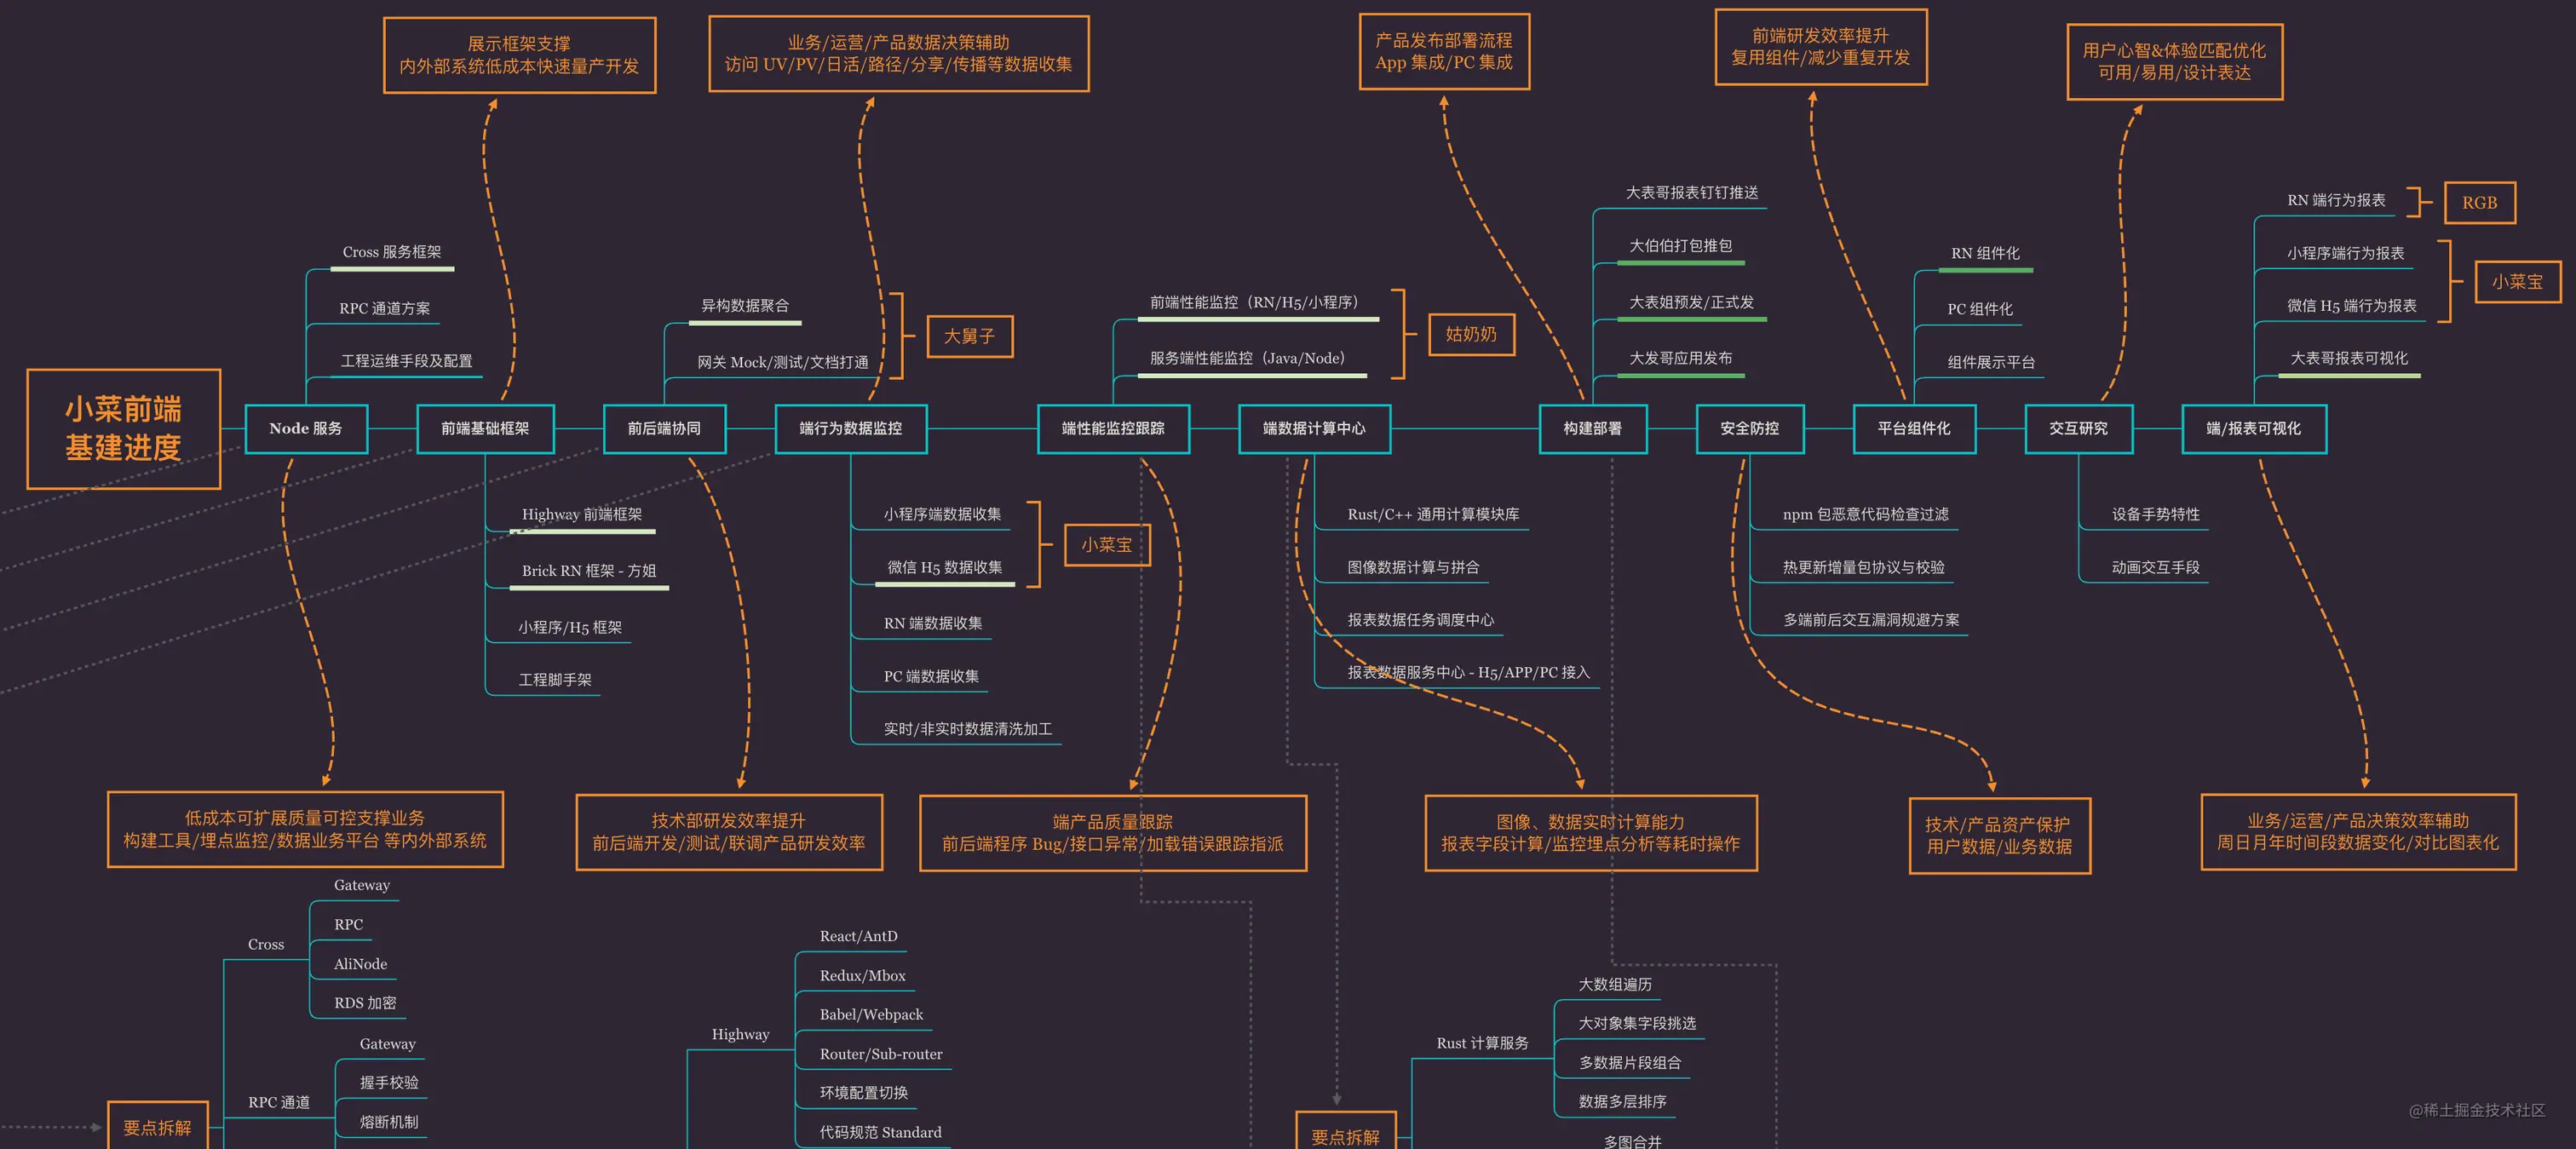 展示框架支撑
内外部系统低成本快速量产开发
业务/运营/产品数据决策辅助
访问 UV/PV/日活/路径/分享/传播等数据收集
产品发布部署流程
App 集成/PC 集成
前端研发效率提升
复用组件/减少重复开发
用户心智&体验匹配优化
可用/易用/设计表达
Cross 服务框架
RPC 通道方案
工程运维手段及配置
异构数据聚合
网关 Mock/测试/文档打通
大舅子
前端性能监控（RN/H5/小程序）
服务端性能监控（Java/Node）
姑奶奶
大表哥报表钉钉推送
大伯伯打包推包
大表姐预发/正式发
大发哥应用发布
RN 组件化
PC 组件化
组件展示平台
RN 端行为报表
RGB
小程序端行为报表
微信 H5 端行为报表
小菜宝
大表哥报表可视化
小菜前端
基建进度
Node 服务
前端基础框架
前后端协同
端行为数据监控
端性能监控跟踪
端数据计算中心
构建部署
安全防控
平台组件化
交互研究
端/报表可视化
Highway 前端框架
Brick RN 框架 - 方姐
小程序/H5 框架
工程脚手架
小程序端数据收集
微信 H5 数据收集
小菜宝
RN 端数据收集
PC 端数据收集
实时/非实时数据清洗加工
Rust/C++ 通用计算模块库
图像数据计算与拼合
报表数据任务调度中心
报表数据服务中心 - H5/APP/PC 接入
npm 包恶意代码检查过滤
热更新增量包协议与校验
多端前后交互漏洞规避方案
设备手势特性
动画交互手段
低成本可扩展质量可控支撑业务
构建工具/埋点监控/数据业务平台 等内外部系统
技术部研发效率提升
前后端开发/测试/联调产品研发效率
端产品质量跟踪
前后端程序 Bug/接口异常/加载错误跟踪指派
图像、数据实时计算能力
报表字段计算/监控埋点分析等耗时操作
技术/产品资产保护
用户数据/业务数据
业务/运营/产品决策效率辅助
周日月年时间段数据变化/对比图表化
要点拆解
Cross
Gateway
RPC
AliNode
RDS 加密
RPC 通道
Gateway
握手校验
熔断机制
Highway
React/AntD
Redux/Mbox
Babel/Webpack
Router/Sub-router
环境配置切换
代码规范 Standard
要点拆解
Rust 计算服务
大数组遍历
大对象集字段挑选
多数据片段组合
数据多层排序
多图合并
@稀土掘金技术社区